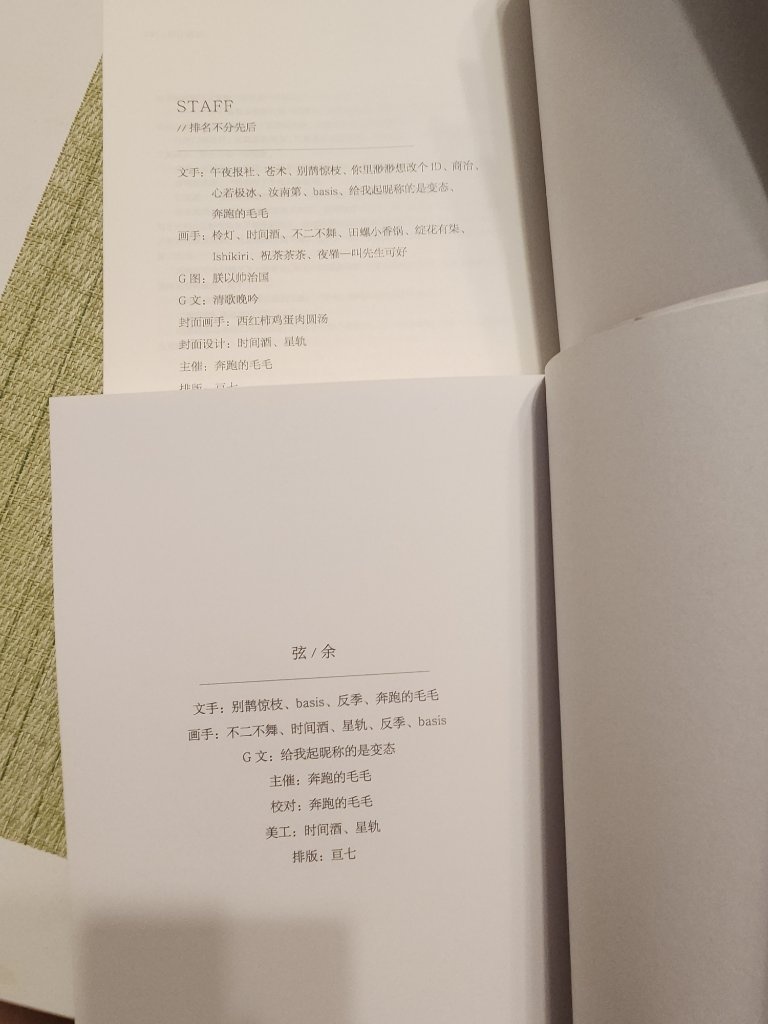 STAFF
//排名不分先后
文手：午夜报社、苍术、别鹊惊枝、你里渺渺想改个ID、商治、
心若极冰、汝南第、basis、给我起昵称的是变态、
奔跑的毛毛
画手：柃灯、时间酒、不二不舞、田螺小香锅、绽花有柒、
Ishikiri、祝茶茶茶、夜罹—叫先生可好
G 图：朕以帅治国
G 文：清歌晚吟
封面画手：西红柿鸡蛋肉圆汤
封面设计：时间酒、星轨
主催：奔跑的毛毛
排版：亘七
弦 / 余
文手：别鹊惊枝、basis、反季、奔跑的毛毛
画手：不二不舞、时间酒、星轨、反季、basis
G 文：给我起昵称的是变态
主催：奔跑的毛毛
校对：奔跑的毛毛
美工：时间酒、星轨
排版：亘七